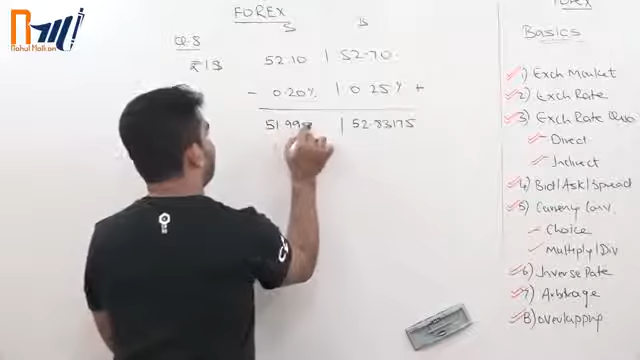 Rahul Malkan
FOREX
Q-8
₹ 1 $
52.10 | 52.70
- 0.20% | 0.25% +
51.99 | 52.83175
Basics
1) Exch Market
2) Exch Rate
3) Exch Rate Quo
- Direct
- Indirect
4) Bid/Ask/Spread
5) Currency Conv.
- Choice
- Multiply/Div
6) Inverse Rate
7) Arbitrage
8) overlapping